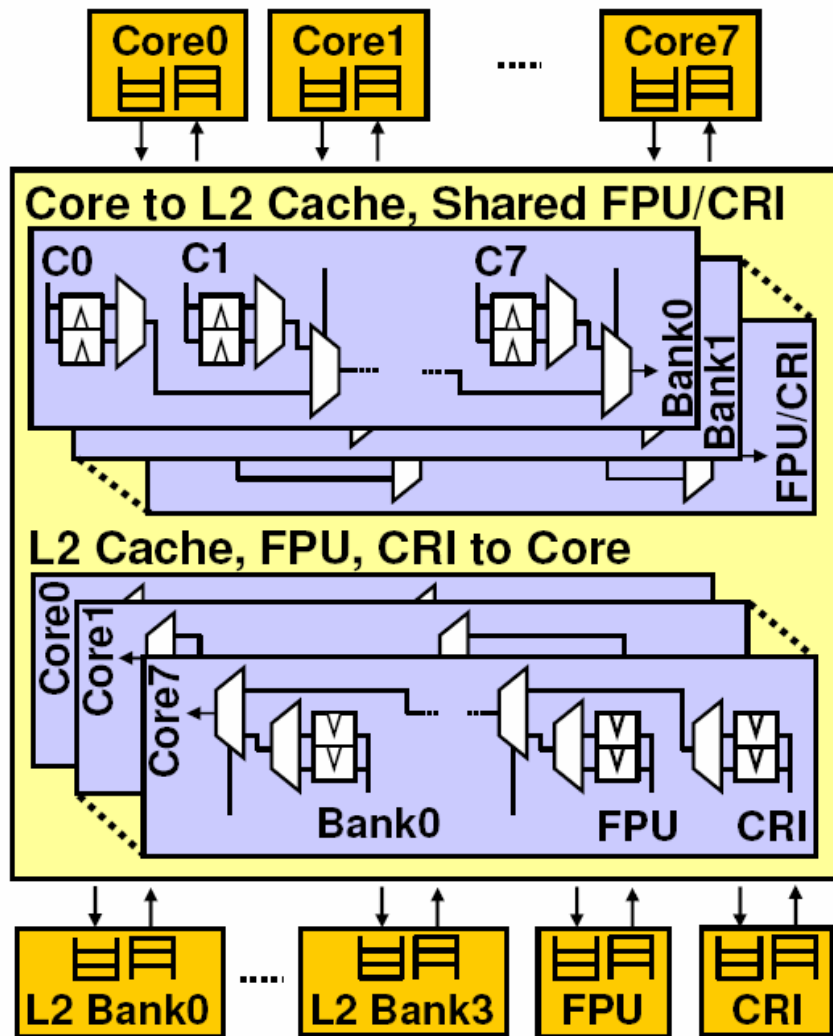 Core0
Core1
.....
Core7
Core to L2 Cache, Shared FPU/CRI
C0
C1
C7
Bank0
Bank1
FPU/CRI
L2 Cache, FPU, CRI to Core
Core0
Core1
Core7
Bank0
FPU
CRI
L2 Bank0
.....
L2 Bank3
FPU
CRI